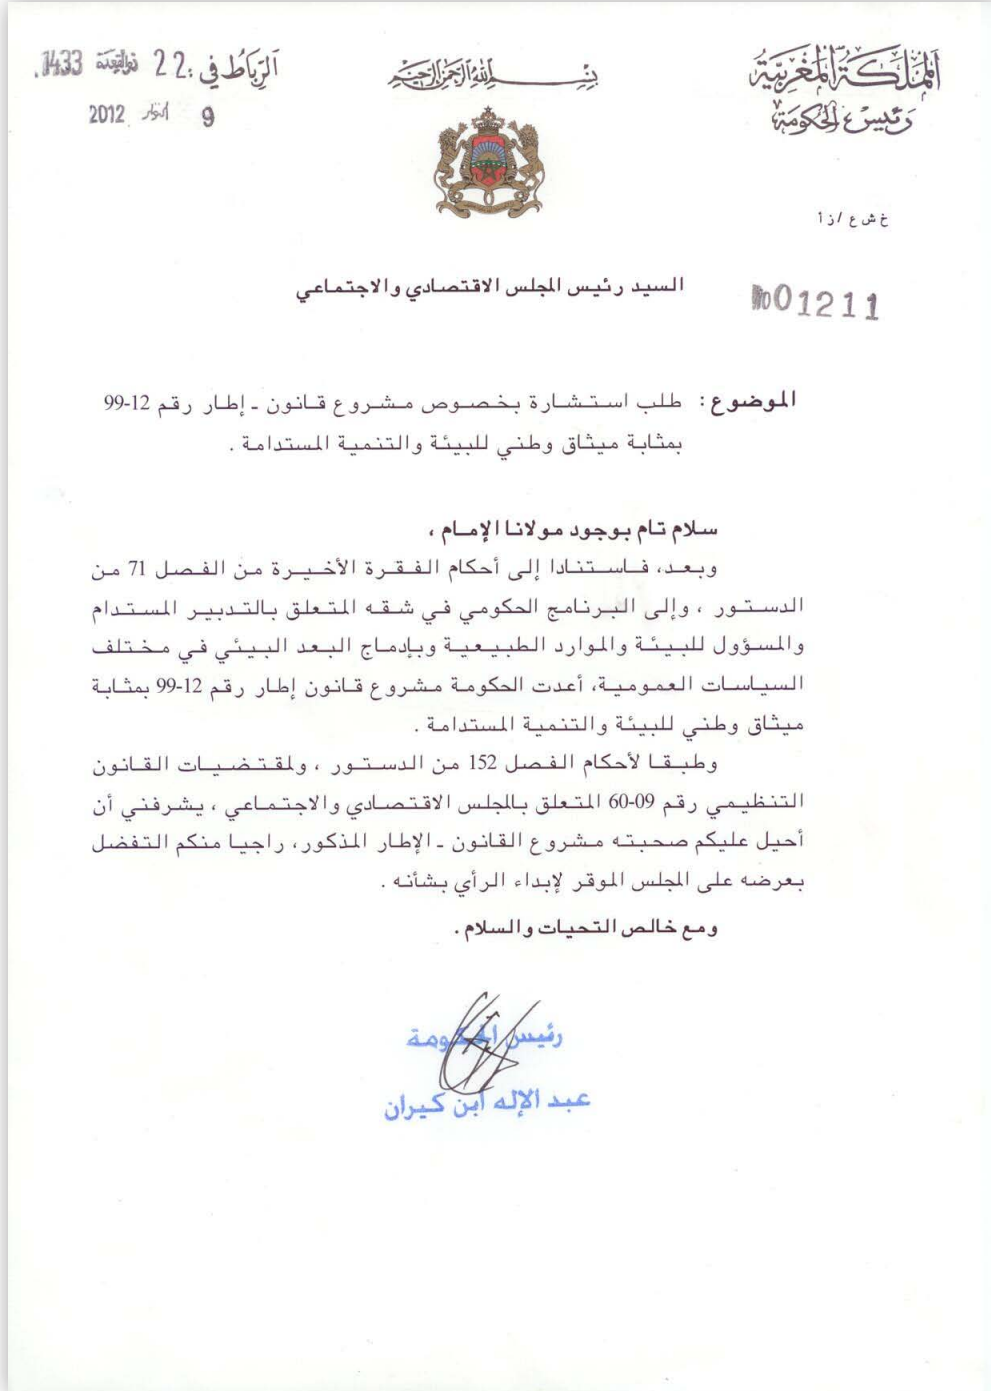 المملكة المغربية
رئيس الحكومة
بسم الله الرحمن الرحيم
الرباط في: 22 ذو القعدة 1433.
9 أكتوبر 2012
خ ش ع /ز أ
No 01211
السيد رئيس المجلس الاقتصادي والاجتماعي
الموضوع: طلب استشارة بخصوص مشروع قانون ـ إطار رقم 12-99
بمثابة ميثاق وطني للبيئة والتنمية المستدامة .
سلام تام بوجود مولانا الإمام ،
وبعد، فاستنادا إلى أحكام الفقرة الأخيرة من الفصل 71 من
الدستور ، وإلى البرنامج الحكومي في شقه المتعلق بالتدبير المستدام
والمسؤول للبيئة والموارد الطبيعية وبإدماج البعد البيئي في مختلف
السياسات العمومية، أعدت الحكومة مشروع قانون إطار رقم 12-99 بمثابة
ميثاق وطني للبيئة والتنمية المستدامة .
وطبقا لأحكام الفصل 152 من الدستور ، ولمقتضيات القانون
التنظيمي رقم 09-60 المتعلق بالمجلس الاقتصادي والاجتماعي ، يشرفني أن
أحيل عليكم صحبته مشروع القانون ـ الإطار المذكور، راجيا منكم التفضل
بعرضه على المجلس الموقر لإبداء الرأي بشأنه .
ومع خالص التحيات والسلام.
رئيس الحكومة
عبد الإله ابن كيران